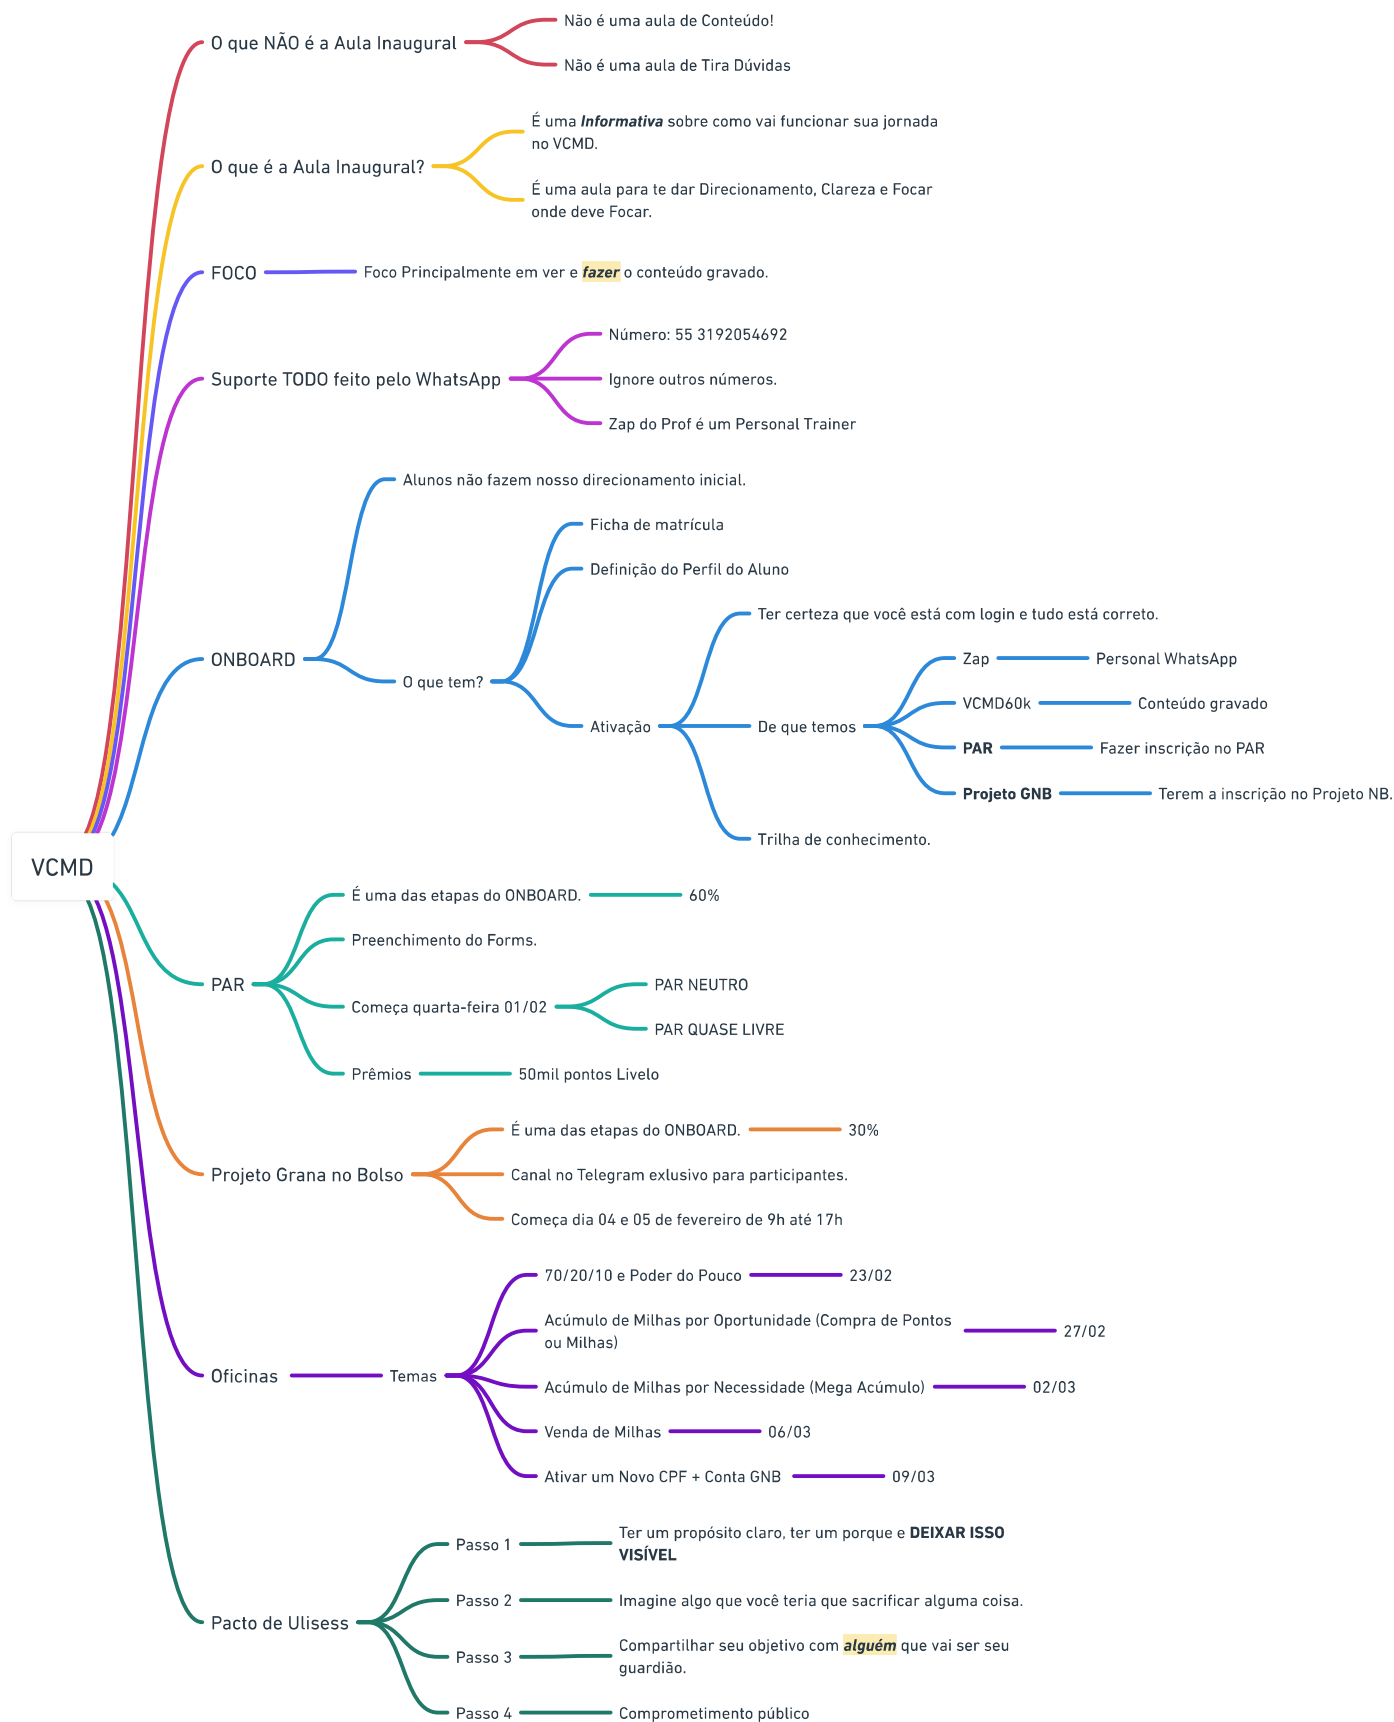 VCMD
O que NÃO é a Aula Inaugural
Não é uma aula de Conteúdo!
Não é uma aula de Tira Dúvidas
O que é a Aula Inaugural?
É uma Informativa sobre como vai funcionar sua jornada
no VCMD.
É uma aula para te dar Direcionamento, Clareza e Focar
onde deve Focar.
FOCO
Foco Principalmente em ver e fazer o conteúdo gravado.
Suporte TODO feito pelo WhatsApp
Número: 55 3192054692
Ignore outros números.
Zap do Prof é um Personal Trainer
ONBOARD
Alunos não fazem nosso direcionamento inicial.
O que tem?
Ficha de matrícula
Definição do Perfil do Aluno
Ativação
Ter certeza que você está com login e tudo está correto.
De que temos
Zap
Personal WhatsApp
VCMD60k
Conteúdo gravado
PAR
Fazer inscrição no PAR
Projeto GNB
Terem a inscrição no Projeto NB.
Trilha de conhecimento.
PAR
É uma das etapas do ONBOARD.
60%
Preenchimento do Forms.
Começa quarta-feira 01/02
PAR NEUTRO
PAR QUASE LIVRE
Prêmios
50mil pontos Livelo
Projeto Grana no Bolso
É uma das etapas do ONBOARD.
30%
Canal no Telegram exlusivo para participantes.
Começa dia 04 e 05 de fevereiro de 9h até 17h
Oficinas
Temas
70/20/10 e Poder do Pouco
23/02
Acúmulo de Milhas por Oportunidade (Compra de Pontos
ou Milhas)
27/02
Acúmulo de Milhas por Necessidade (Mega Acúmulo)
02/03
Venda de Milhas
06/03
Ativar um Novo CPF + Conta GNB
09/03
Pacto de Ulisess
Passo 1
Ter um propósito claro, ter um porque e DEIXAR ISSO
VISÍVEL
Passo 2
Imagine algo que você teria que sacrificar alguma coisa.
Passo 3
Compartilhar seu objetivo com alguém que vai ser seu
guardião.
Passo 4
Comprometimento público